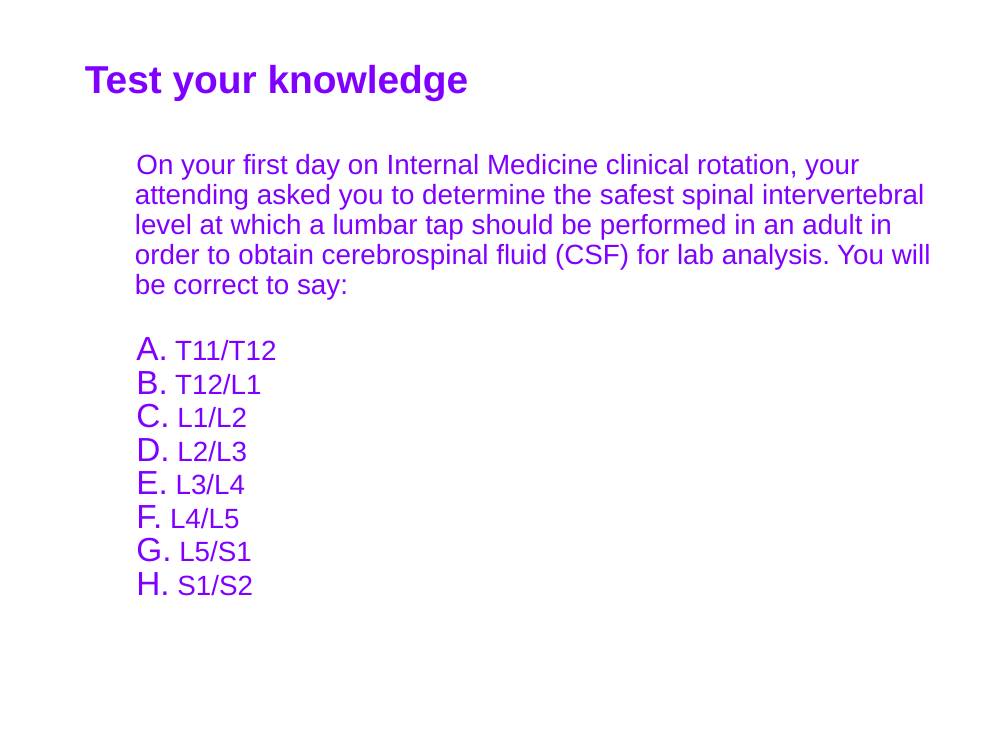 Test your knowledge
On your first day on Internal Medicine clinical rotation, your
attending asked you to determine the safest spinal intervertebral
level at which a lumbar tap should be performed in an adult in
order to obtain cerebrospinal fluid (CSF) for lab analysis. You will
be correct to say:
A. T11/T12
B. T12/L1
C. L1/L2
D. L2/L3
E. L3/L4
F. L4/L5
G. L5/S1
H. S1/S2